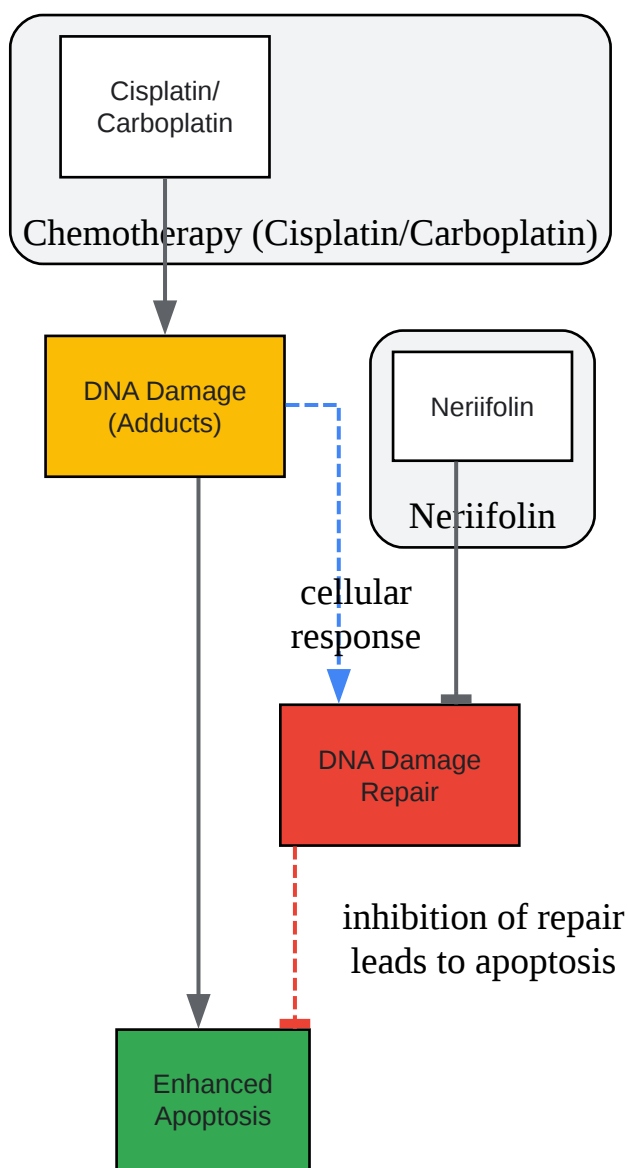 Cisplatin/
Carboplatin
Chemotherapy (Cisplatin/Carboplatin)
DNA Damage
(Adducts)
Neriifolin
Neriifolin
cellular
response
DNA Damage
Repair
inhibition of repair
leads to apoptosis
Enhanced
Apoptosis